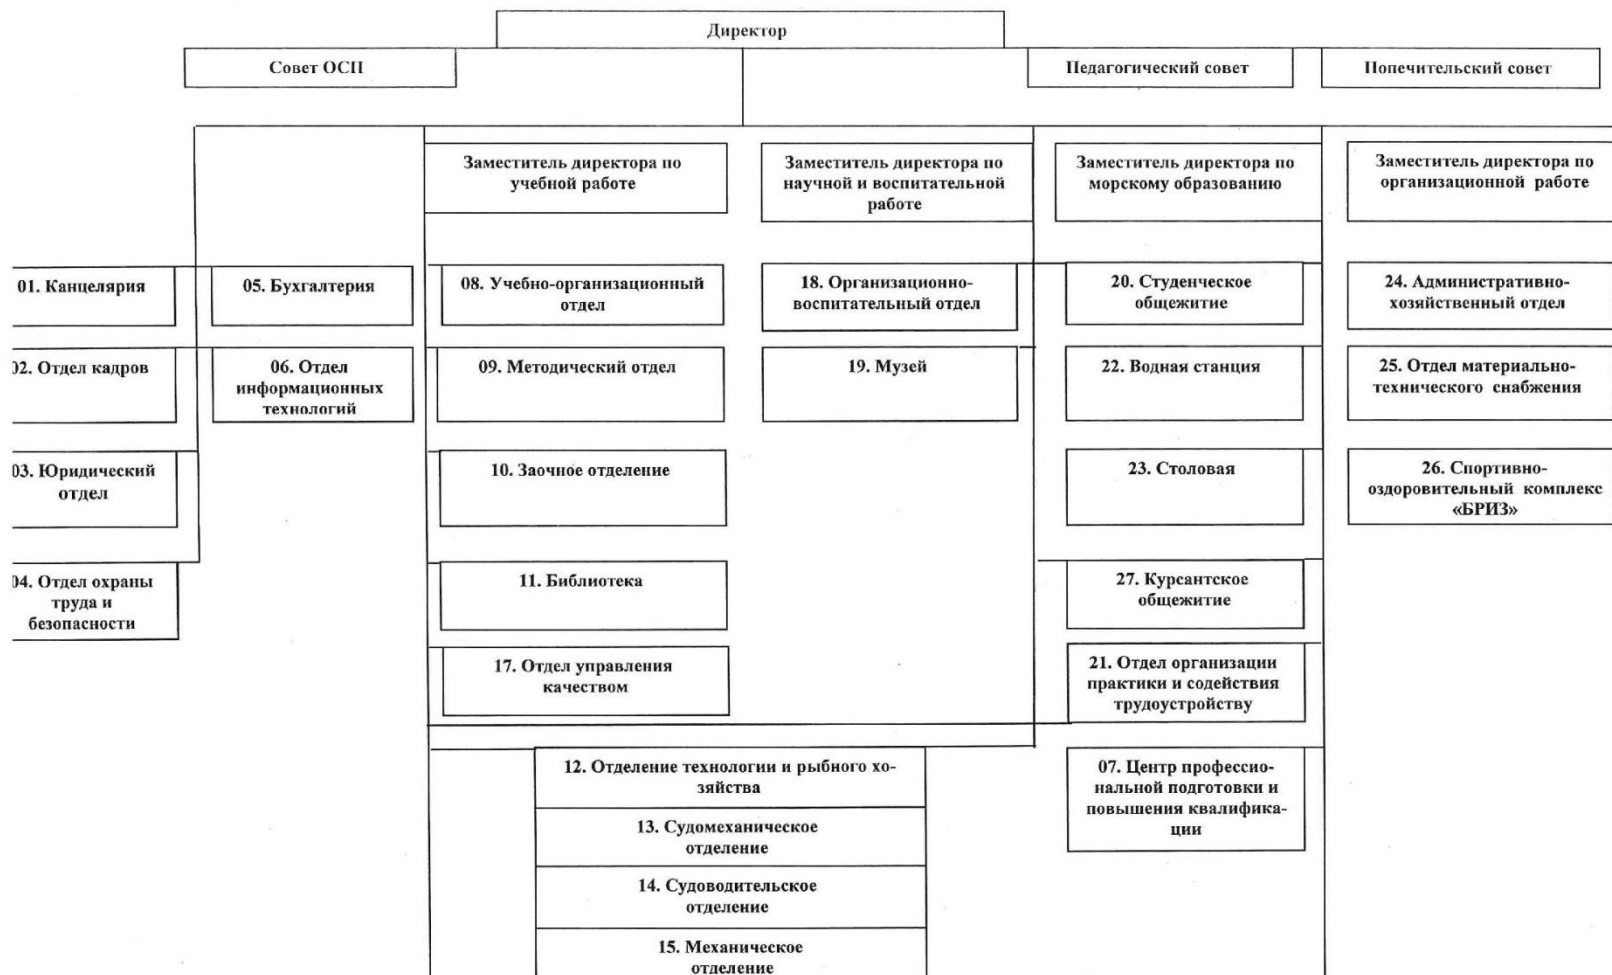 Директор
Совет ОСП
Педагогический совет
Попечительский совет
Заместитель директора по
учебной работе
Заместитель директора по
научной и воспитательной
работе
Заместитель директора по
морскому образованию
Заместитель директора по
организационной работе
01. Канцелярия
05. Бухгалтерия
08. Учебно-организационный
отдел
18. Организационно-
воспитательный отдел
20. Студенческое
общежитие
24. Административно-
хозяйственный отдел
02. Отдел кадров
06. Отдел
информационных
технологий
09. Методический отдел
19. Музей
22. Водная станция
25. Отдел материально-
технического снабжения
03. Юридический
отдел
10. Заочное отделение
23. Столовая
26. Спортивно-
оздоровительный комплекс
«БРИЗ»
04. Отдел охраны
труда и
безопасности
11. Библиотека
27. Курсантское
общежитие
17. Отдел управления
качеством
21. Отдел организации
практики и содействия
трудоустройству
12. Отделение технологии и рыбного хо-
зяйства
07. Центр профессио-
нальной подготовки и
повышения квалифика-
ции
13. Судомеханическое
отделение
14. Судоводительское
отделение
15. Механическое
отделение